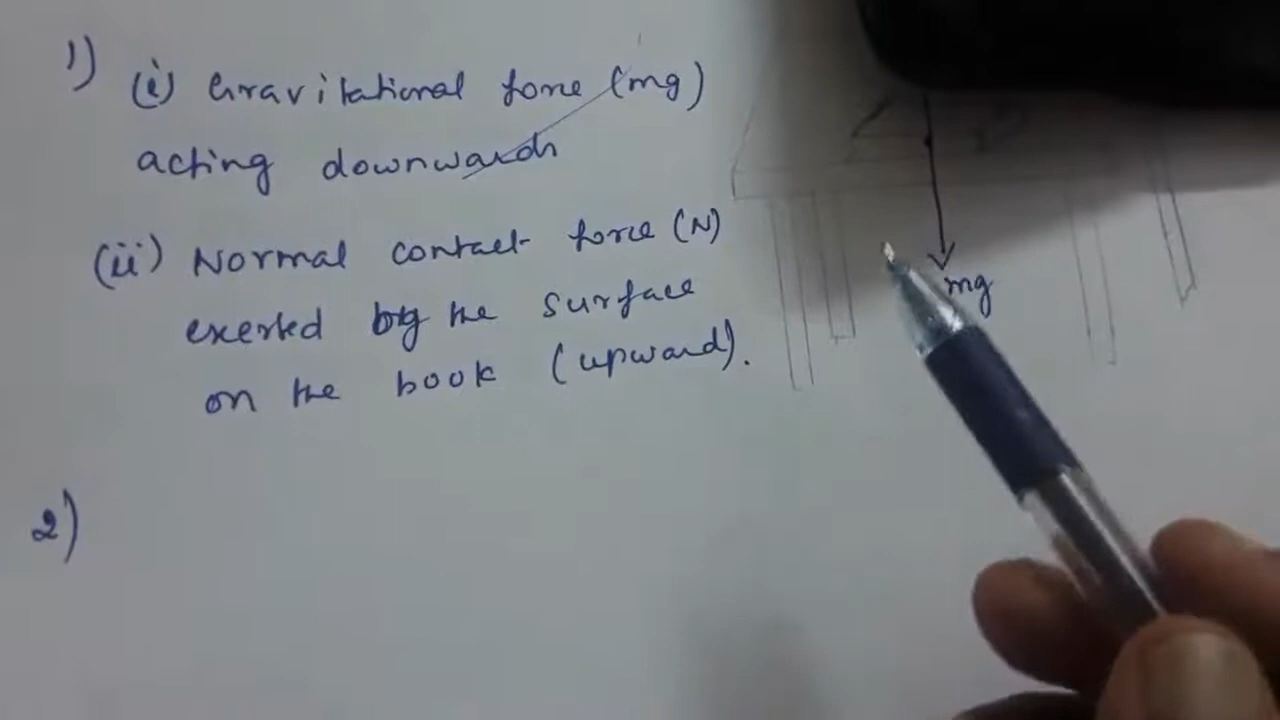 1) (i) Gravitational force (mg)
acting downwards
(ii) Normal contact force (N)
exerted by the surface
on the book (upward).
mg
2)